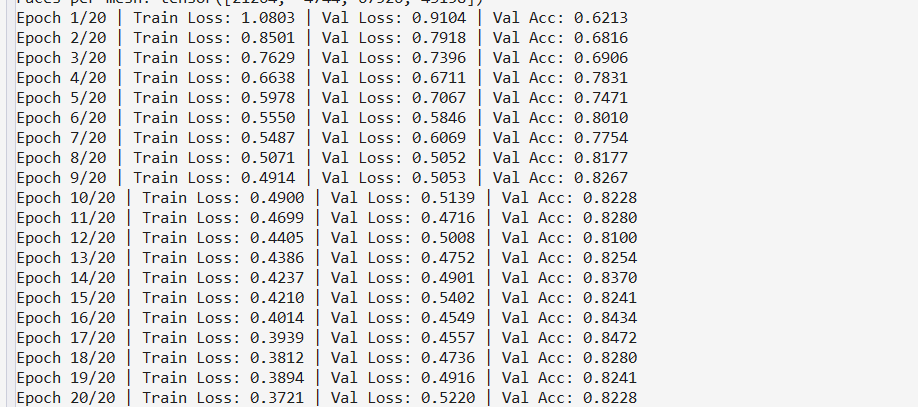 Epoch 1/20 | Train Loss: 1.0803 | Val Loss: 0.9104 | Val Acc: 0.6213
Epoch 2/20 | Train Loss: 0.8501 | Val Loss: 0.7918 | Val Acc: 0.6816
Epoch 3/20 | Train Loss: 0.7629 | Val Loss: 0.7396 | Val Acc: 0.6906
Epoch 4/20 | Train Loss: 0.6638 | Val Loss: 0.6711 | Val Acc: 0.7831
Epoch 5/20 | Train Loss: 0.5978 | Val Loss: 0.7067 | Val Acc: 0.7471
Epoch 6/20 | Train Loss: 0.5550 | Val Loss: 0.5846 | Val Acc: 0.8010
Epoch 7/20 | Train Loss: 0.5487 | Val Loss: 0.6069 | Val Acc: 0.7754
Epoch 8/20 | Train Loss: 0.5071 | Val Loss: 0.5052 | Val Acc: 0.8177
Epoch 9/20 | Train Loss: 0.4914 | Val Loss: 0.5053 | Val Acc: 0.8267
Epoch 10/20 | Train Loss: 0.4900 | Val Loss: 0.5139 | Val Acc: 0.8228
Epoch 11/20 | Train Loss: 0.4699 | Val Loss: 0.4716 | Val Acc: 0.8280
Epoch 12/20 | Train Loss: 0.4405 | Val Loss: 0.5008 | Val Acc: 0.8100
Epoch 13/20 | Train Loss: 0.4386 | Val Loss: 0.4752 | Val Acc: 0.8254
Epoch 14/20 | Train Loss: 0.4237 | Val Loss: 0.4901 | Val Acc: 0.8370
Epoch 15/20 | Train Loss: 0.4210 | Val Loss: 0.5402 | Val Acc: 0.8241
Epoch 16/20 | Train Loss: 0.4014 | Val Loss: 0.4549 | Val Acc: 0.8434
Epoch 17/20 | Train Loss: 0.3939 | Val Loss: 0.4557 | Val Acc: 0.8472
Epoch 18/20 | Train Loss: 0.3812 | Val Loss: 0.4736 | Val Acc: 0.8280
Epoch 19/20 | Train Loss: 0.3894 | Val Loss: 0.4916 | Val Acc: 0.8241
Epoch 20/20 | Train Loss: 0.3721 | Val Loss: 0.5220 | Val Acc: 0.8228